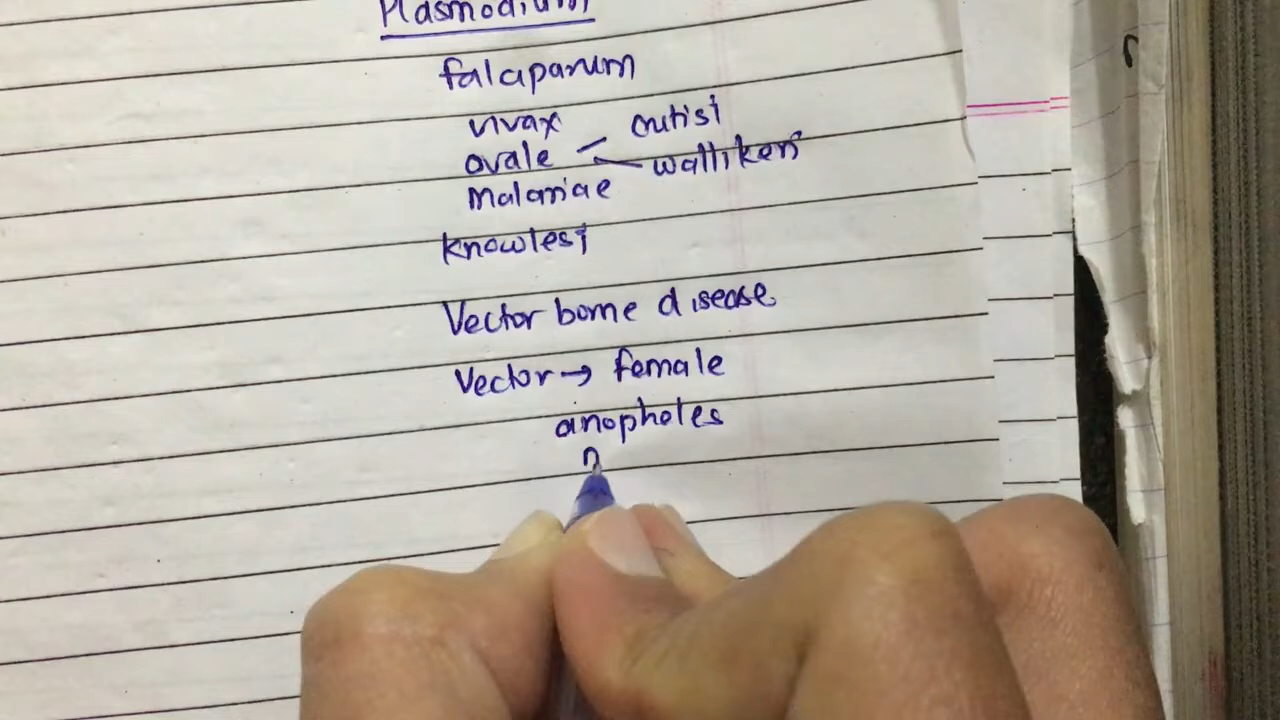 Plasmodium
falaparum
vivax
ovale
curtisi
wallikeri
Malariae
knowlesi
Vector borne disease
Vector → female
anopheles